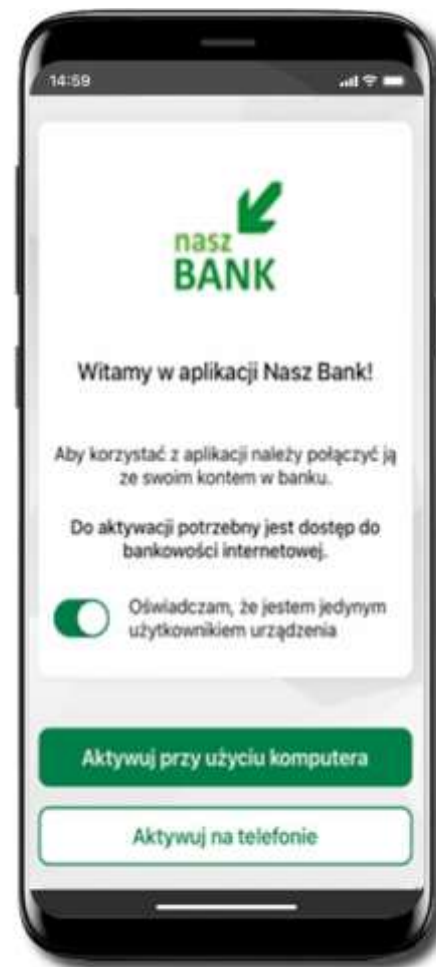 14:59
nasz
BANK
Witamy w aplikacji Nasz Bank!
Aby korzystać z aplikacji należy połączyć ją
ze swoim kontem w banku.
Do aktywacji potrzebny jest dostęp do
bankowości internetowej.
Oświadczam, że jestem jedynym
użytkownikiem urządzenia
Aktywuj przy użyciu komputera
Aktywuj na telefonie